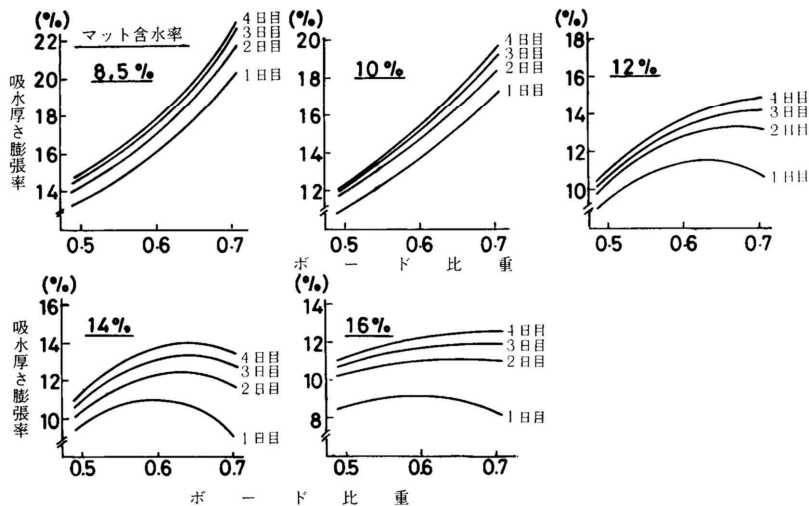 (%)
22
20
18
16
14
マット含水率
8,5%
4日目
3日目
2日目
1日目
0.5 0.6 0.7
吸水厚さ膨張率
(%)
20
18
16
14
12
10%
4日目
3日目
2日目
1日目
0.5 0.6 0.7
ボード比重
(%)
18
16
14
12
10
12%
4日目
3日目
2日目
1日目
0.5 0.6 0.7
(%)
16
14
12
10
14%
4日目
3日目
2日目
1日目
0.5 0.6 0.7
吸水厚さ膨張率
ボード比重
(%)
14
12
10
8
16%
4日目
3日目
2日目
1日目
0.5 0.6 0.7